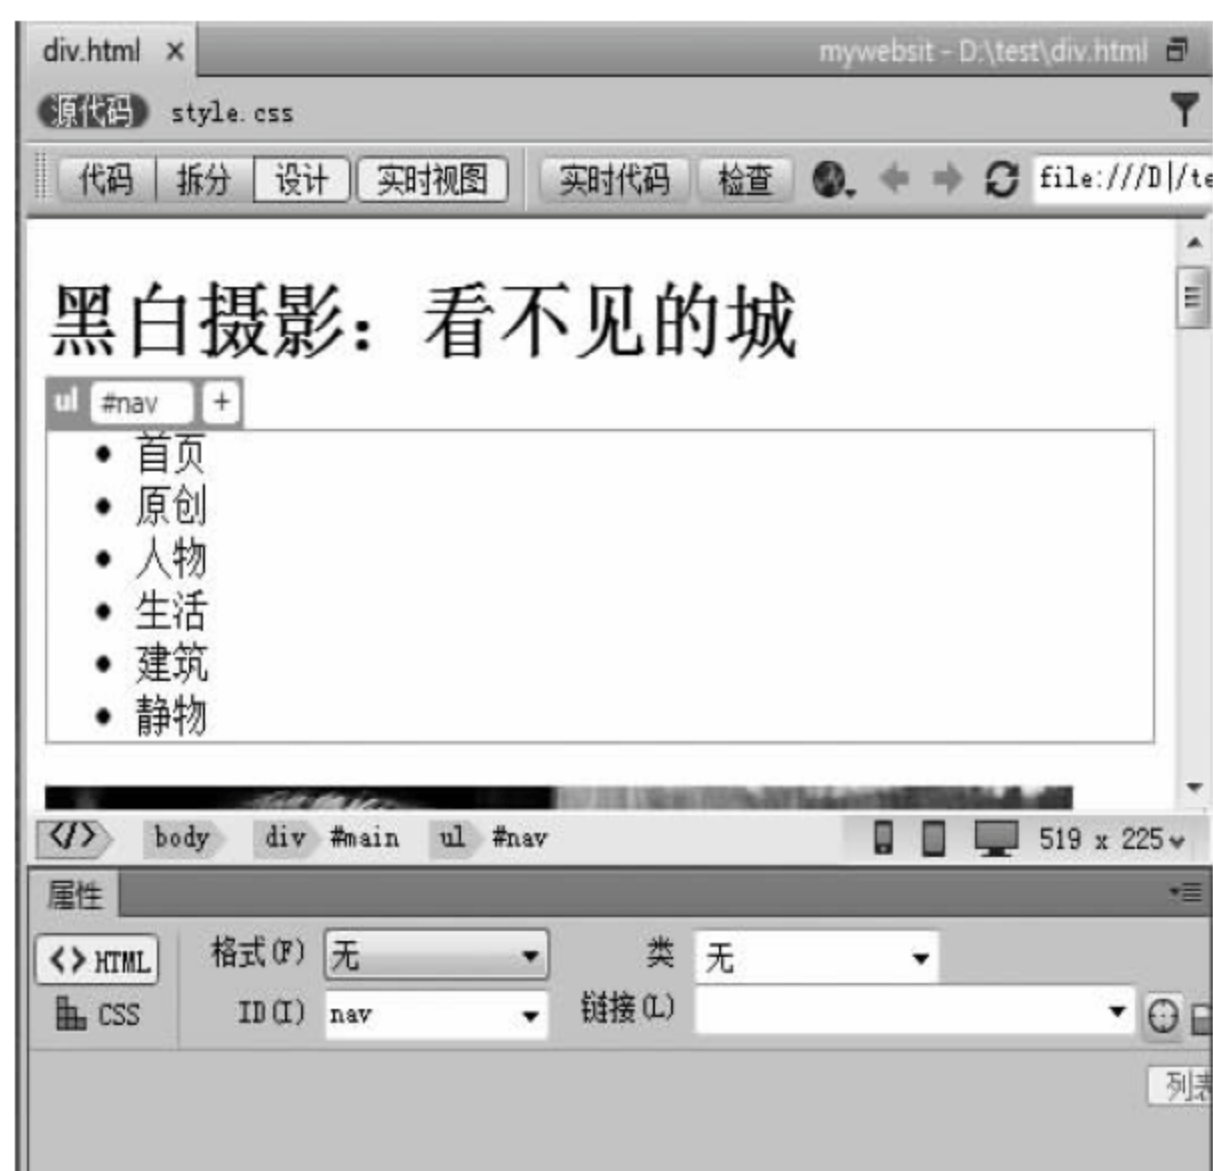 div.html ×  mywebsit - D:\test\div.html
源代码 style.css
代码 拆分 设计 实时视图 实时代码 检查 file:///D|/te
黑白摄影：看不见的城
ul #nav +
• 首页
• 原创
• 人物
• 生活
• 建筑
• 静物
</> body div #main ul #nav 519 x 225
属性
<> HTML 格式(F) 无 类 无
CSS ID(I) nav 链接(L)
列表